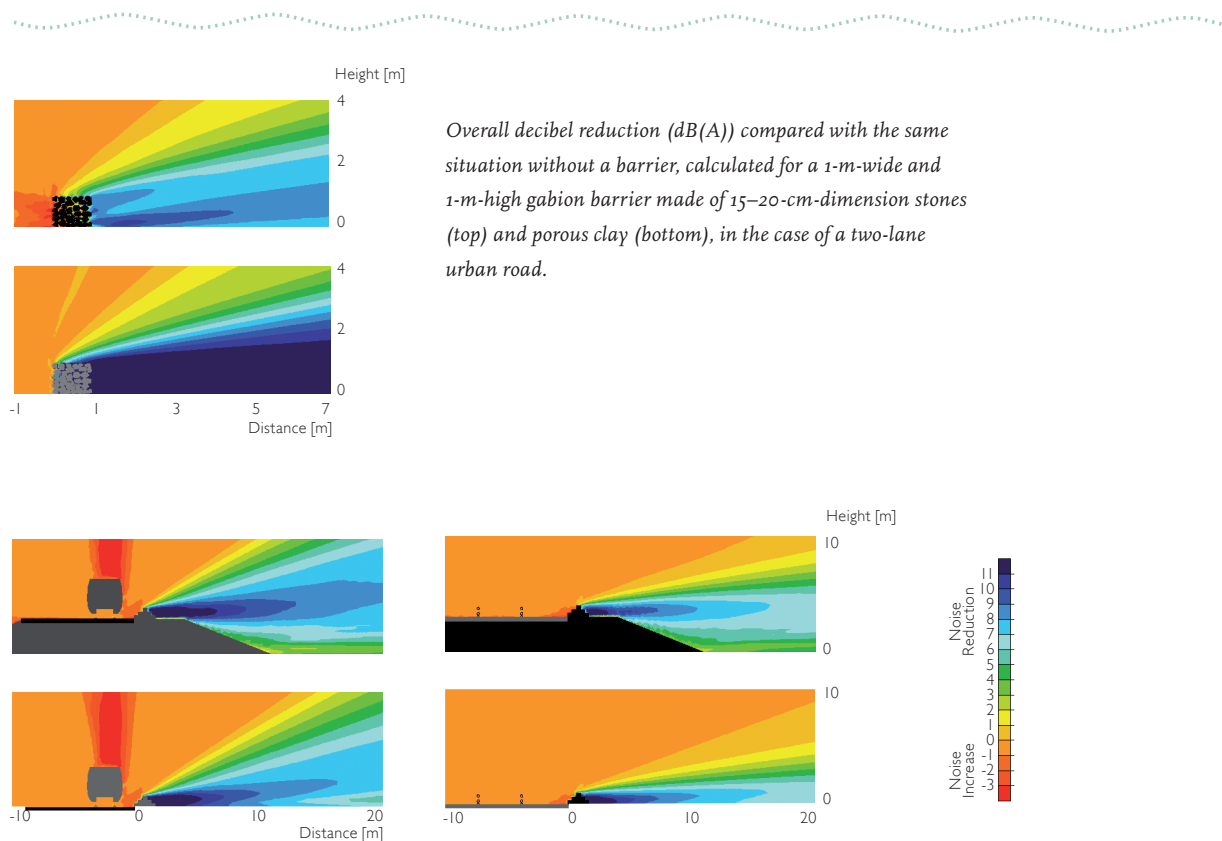 Height [m]
4
2
0
Overall decibel reduction (dB(A)) compared with the same
situation without a barrier, calculated for a 1-m-wide and
1-m-high gabion barrier made of 15–20-cm-dimension stones
(top) and porous clay (bottom), in the case of a two-lane
urban road.
4
2
0
-1 1 3 5 7
Distance [m]
Height [m]
10
0
10
0
-10 0 10 20
Distance [m]
-10 0 10 20
Noise
Reduction
Noise
Increase
11
10
9
8
7
6
5
4
3
2
1
0
-1
-2
-3